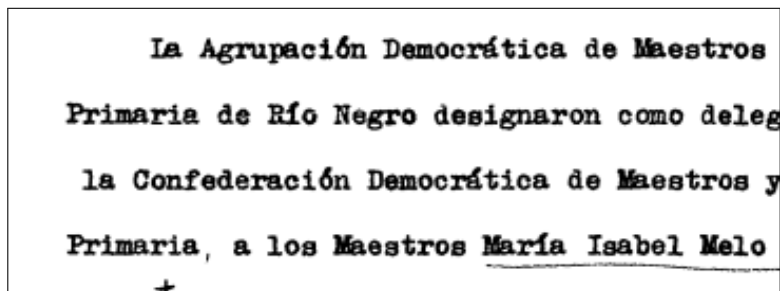 La Agrupación Democrática de Maestros
Primaria de Río Negro designaron como deleg
la Confederación Democrática de Maestros y
Primaria, a los Maestros María Isabel Melo